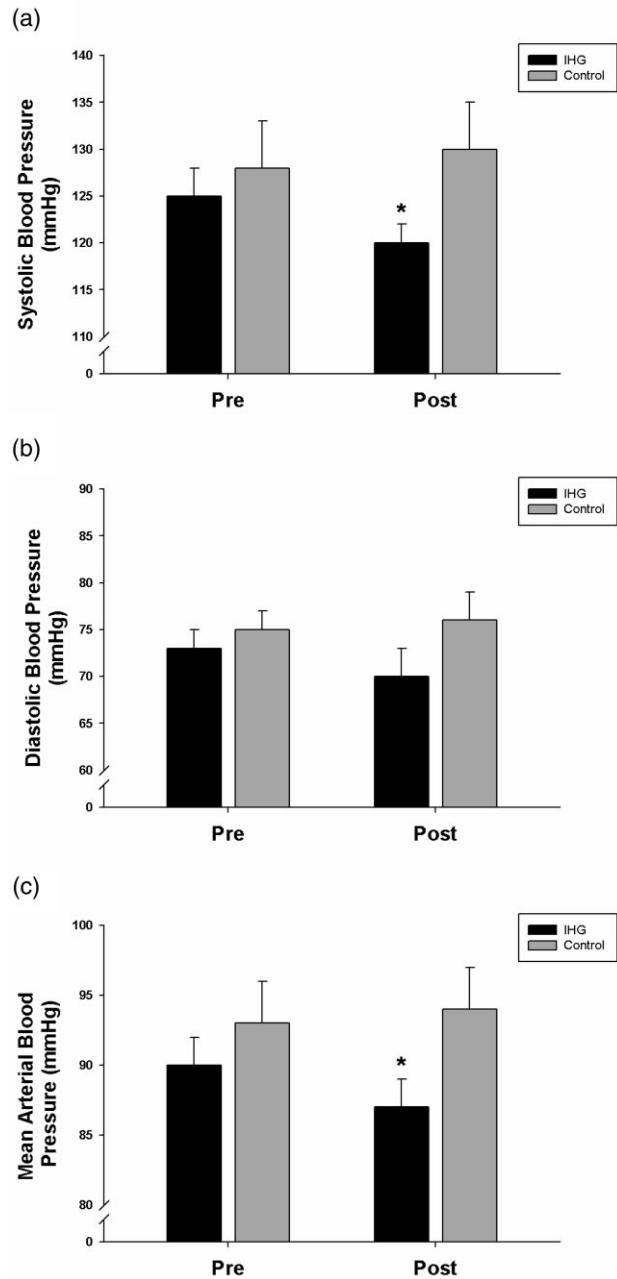 (a)
140
135
130
125
120
110
0
Systolic Blood Pressure
(mmHg)
IHG
Control
*
Pre
Post
(b)
90
85
80
75
70
65
60
0
Diastolic Blood Pressure
(mmHg)
IHG
Control
Pre
Post
(c)
100
95
90
85
80
0
Mean Arterial Blood
Pressure (mmHg)
IHG
Control
*
Pre
Post